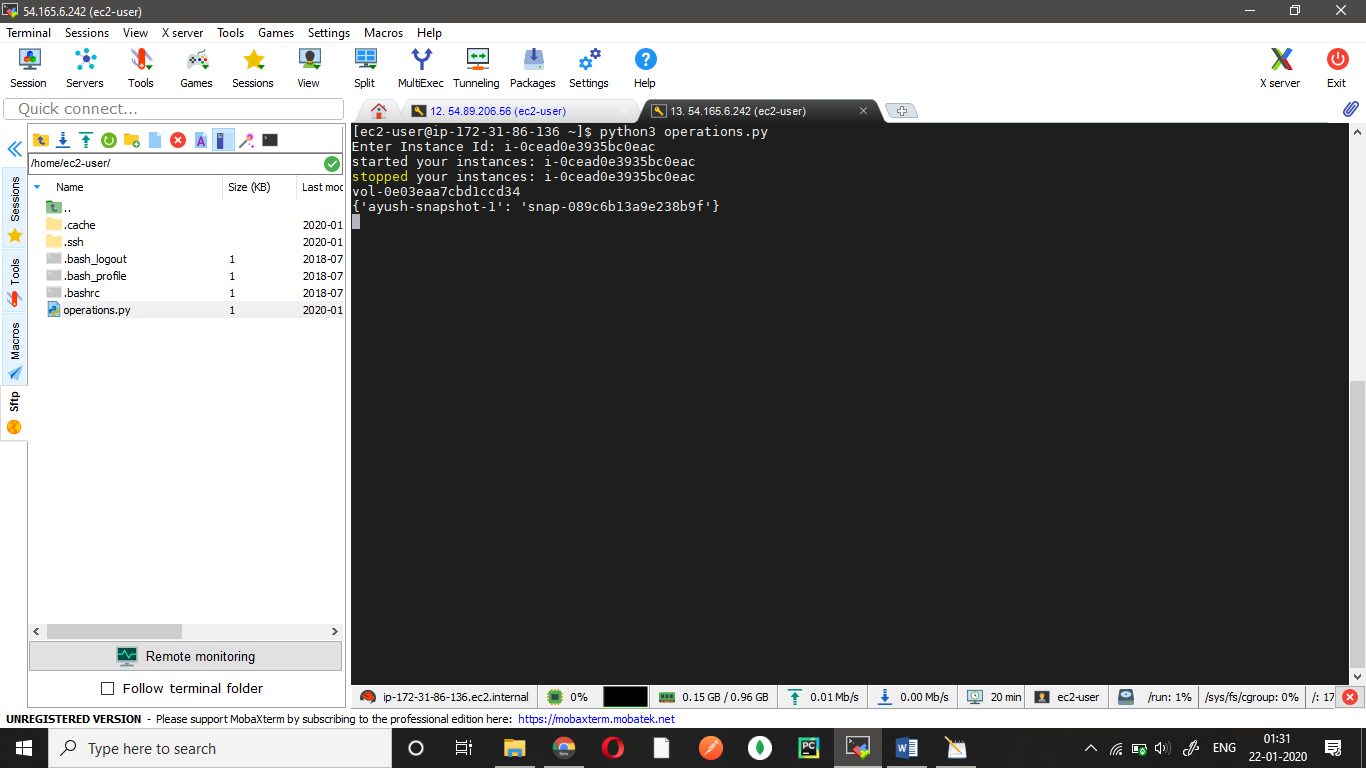 54.165.6.242 (ec2-user)
Terminal Sessions View X server Tools Games Settings Macros Help
Session Servers Tools Games Sessions View Split MultiExec Tunneling Packages Settings Help X server Exit
Quick connect...
12. 54.89.206.56 (ec2-user)
13. 54.165.6.242 (ec2-user)
/home/ec2-user/
Name Size (KB) Last mod
..
.cache 2020-01
.ssh 2020-01
.bash_logout 1 2018-07
.bash_profile 1 2018-07
.bashrc 1 2018-07
operations.py 1 2020-01
Sessions
Tools
Macros
Sftp
Remote monitoring
Follow terminal folder
[ec2-user@ip-172-31-86-136 ~]$ python3 operations.py
Enter Instance Id: i-0cead0e3935bc0eac
started your instances: i-0cead0e3935bc0eac
stopped your instances: i-0cead0e3935bc0eac
vol-0e03eaa7cbd1ccd34
{'ayush-snapshot-1': 'snap-089c6b13a9e238b9f'}
ip-172-31-86-136.ec2.internal 0% 0.15 GB / 0.96 GB 0.01 Mb/s 0.00 Mb/s 20 min ec2-user /run: 1% /sys/fs/cgroup: 0% /: 17
UNREGISTERED VERSION - Please support MobaXterm by subscribing to the professional edition here: https://mobaxterm.mobatek.net
Type here to search
PC
ENG
01:31
22-01-2020